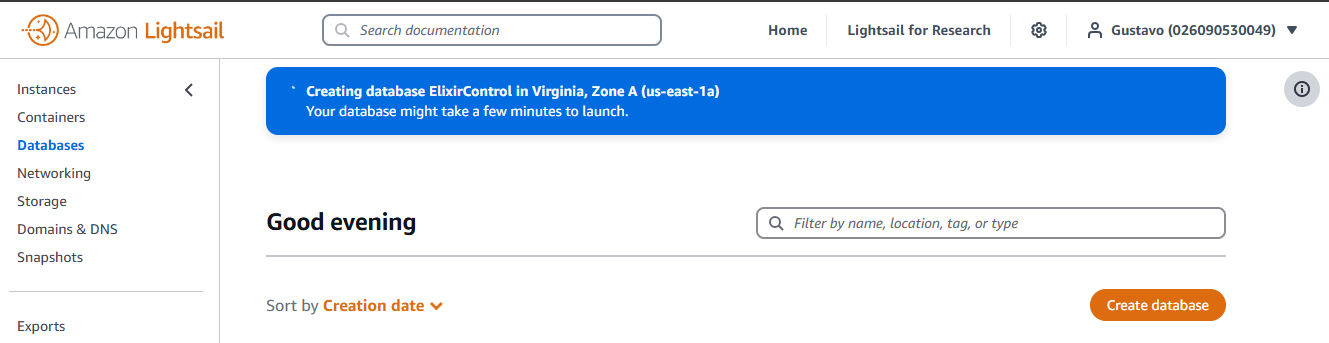 Amazon Lightsail
Search documentation
Home
Lightsail for Research
Gustavo (026090530049)
Instances
Containers
Databases
Networking
Storage
Domains & DNS
Snapshots
Exports
Creating database ElixirControl in Virginia, Zone A (us-east-1a)
Your database might take a few minutes to launch.
Good evening
Filter by name, location, tag, or type
Sort by Creation date
Create database